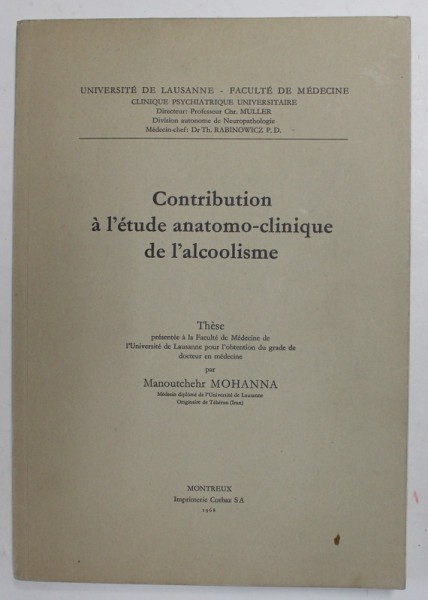 UNIVERSITÉ DE LAUSANNE - FACULTÉ DE MÉDECINE
CLINIQUE PSYCHIATRIQUE UNIVERSITAIRE
Directeur: Professeur Chr. MULLER
Division autonome de Neuropathologie
Médecin-chef: Dr Th. RABINOWICZ P. D.
Contribution
à l'étude anatomo-clinique
de l'alcoolisme
Thèse
présentée à la Faculté de Médecine de
l'Université de Lausanne pour l'obtention du grade de
docteur en médecine
par
Manoutchehr MOHANNA
Médecin diplômé de l'Université de Lausanne
Originaire de Téhéran (Iran)
MONTREUX
Imprimerie Corbaz SA
1968